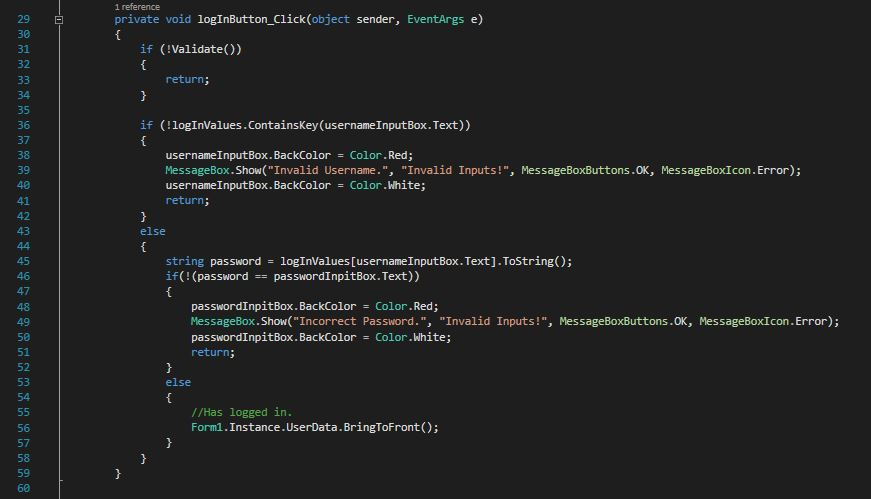 1 reference
29 private void logInButton_Click(object sender, EventArgs e)
30 {
31 if (!Validate())
32 {
33 return;
34 }
35
36 if (!logInValues.ContainsKey(usernameInputBox.Text))
37 {
38 usernameInputBox.BackColor = Color.Red;
39 MessageBox.Show("Invalid Username.", "Invalid Inputs!", MessageBoxButtons.OK, MessageBoxIcon.Error);
40 usernameInputBox.BackColor = Color.White;
41 return;
42 }
43 else
44 {
45 string password = logInValues[usernameInputBox.Text].ToString();
46 if(!(password == passwordInpitBox.Text))
47 {
48 passwordInpitBox.BackColor = Color.Red;
49 MessageBox.Show("Incorrect Password.", "Invalid Inputs!", MessageBoxButtons.OK, MessageBoxIcon.Error);
50 passwordInpitBox.BackColor = Color.White;
51 return;
52 }
53 else
54 {
55 //Has logged in.
56 Form1.Instance.UserData.BringToFront();
57 }
58 }
59 }
60